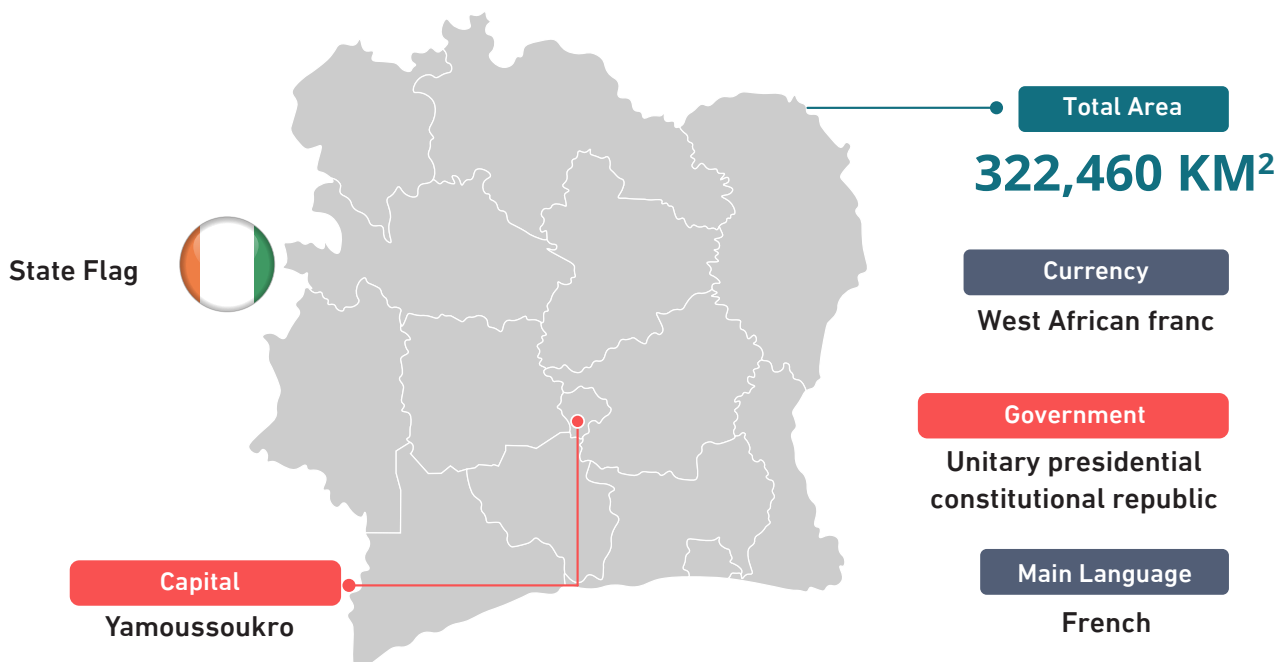 Total Area
322,460 KM²
State Flag
Currency
West African franc
Government
Unitary presidential
constitutional republic
Capital
Yamoussoukro
Main Language
French